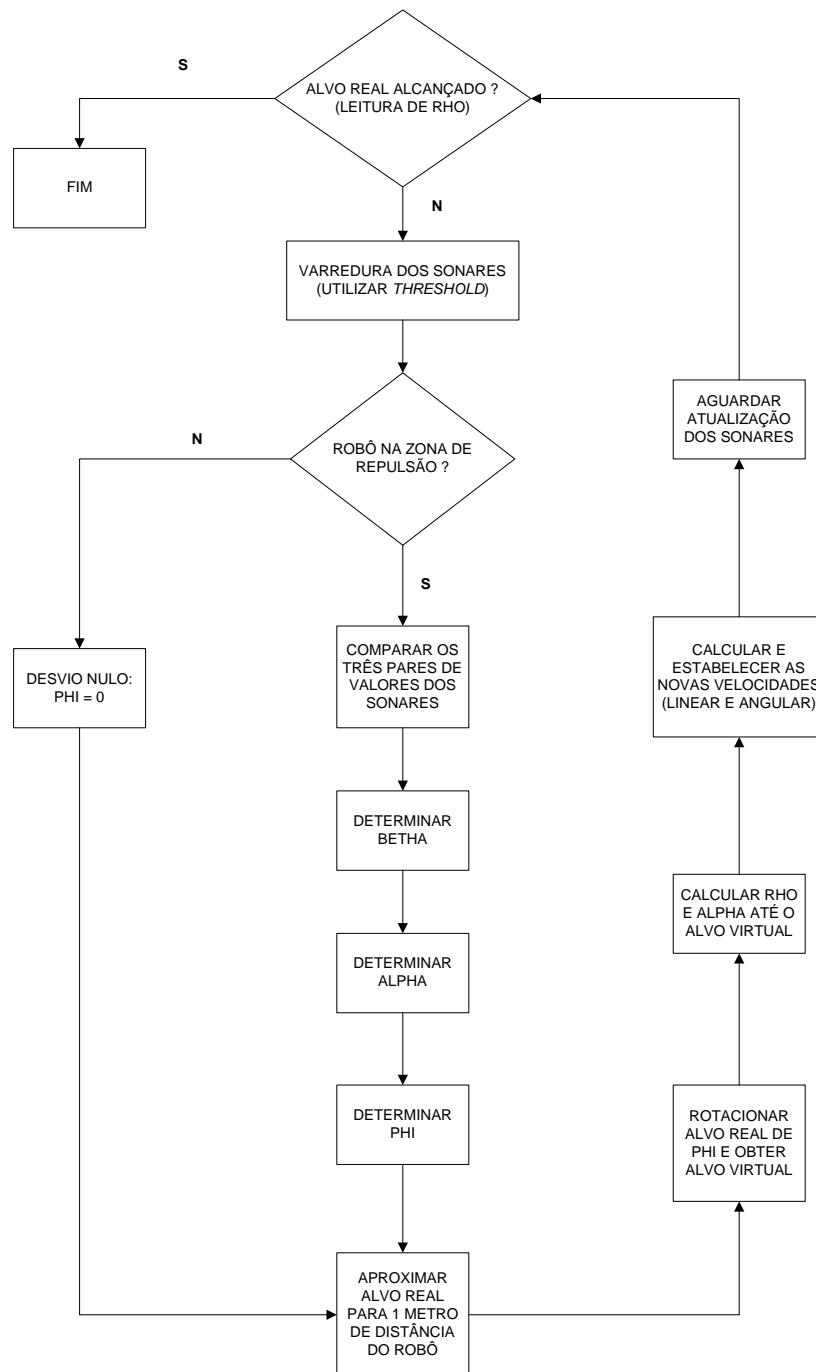 S
ALVO REAL ALCANÇADO ?
(LEITURA DE RHO)
FIM
N
VARREDURA DOS SONARES
(UTILIZAR THRESHOLD)
N
ROBÔ NA ZONA DE
REPULSÃO ?
S
AGUARDAR
ATUALIZAÇÃO
DOS SONARES
DESVIO NULO:
PHI = 0
COMPARAR OS
TRÊS PARES DE
VALORES DOS
SONARES
CALCULAR E
ESTABELECER AS
NOVAS VELOCIDADES
(LINEAR E ANGULAR)
DETERMINAR
BETHA
CALCULAR RHO
E ALPHA ATÉ O
ALVO VIRTUAL
DETERMINAR
ALPHA
DETERMINAR
PHI
ROTACIONAR
ALVO REAL DE
PHI E OBTER
ALVO VIRTUAL
APROXIMAR
ALVO REAL
PARA 1 METRO
DE DISTÂNCIA
DO ROBÔ